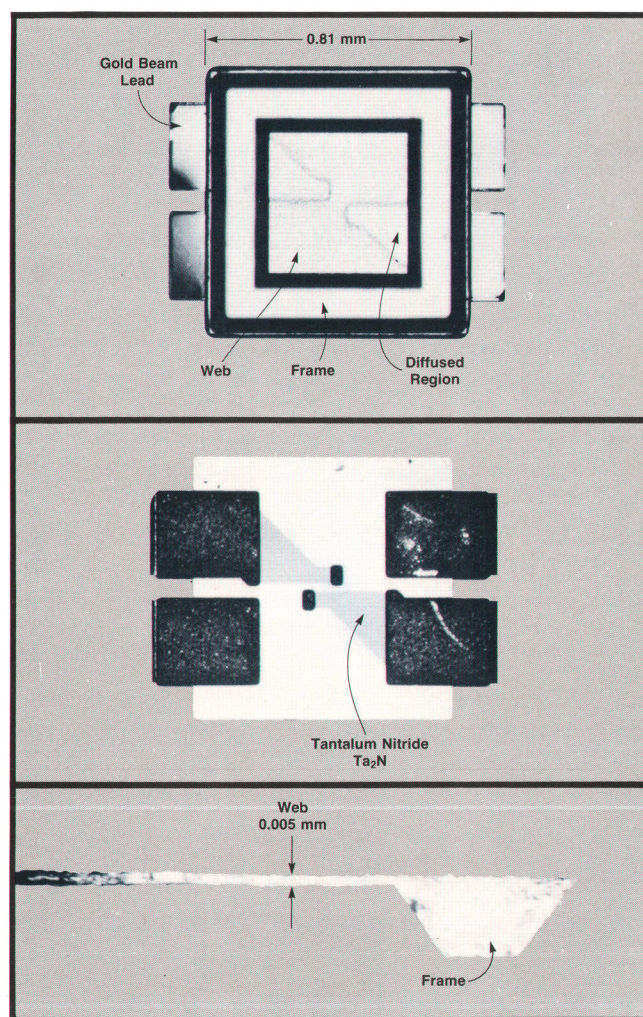 0.81 mm
Gold Beam
Lead
Web
Frame
Diffused
Region
Tantalum Nitride
Ta₂N
Web
0.005 mm
Frame